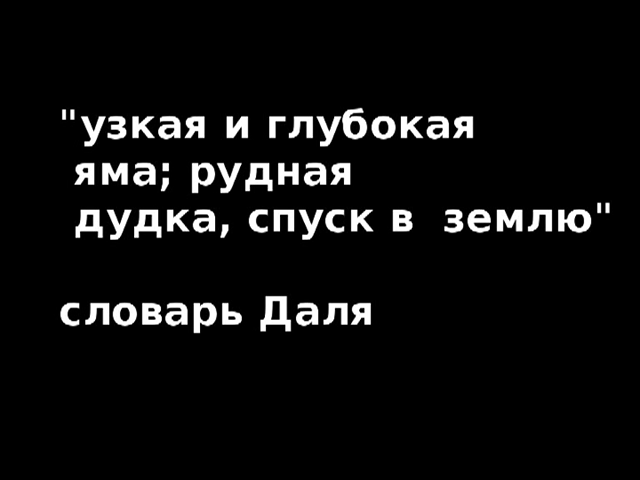 "узкая и глубокая
яма; рудная
дудка, спуск в  землю"
словарь Даля